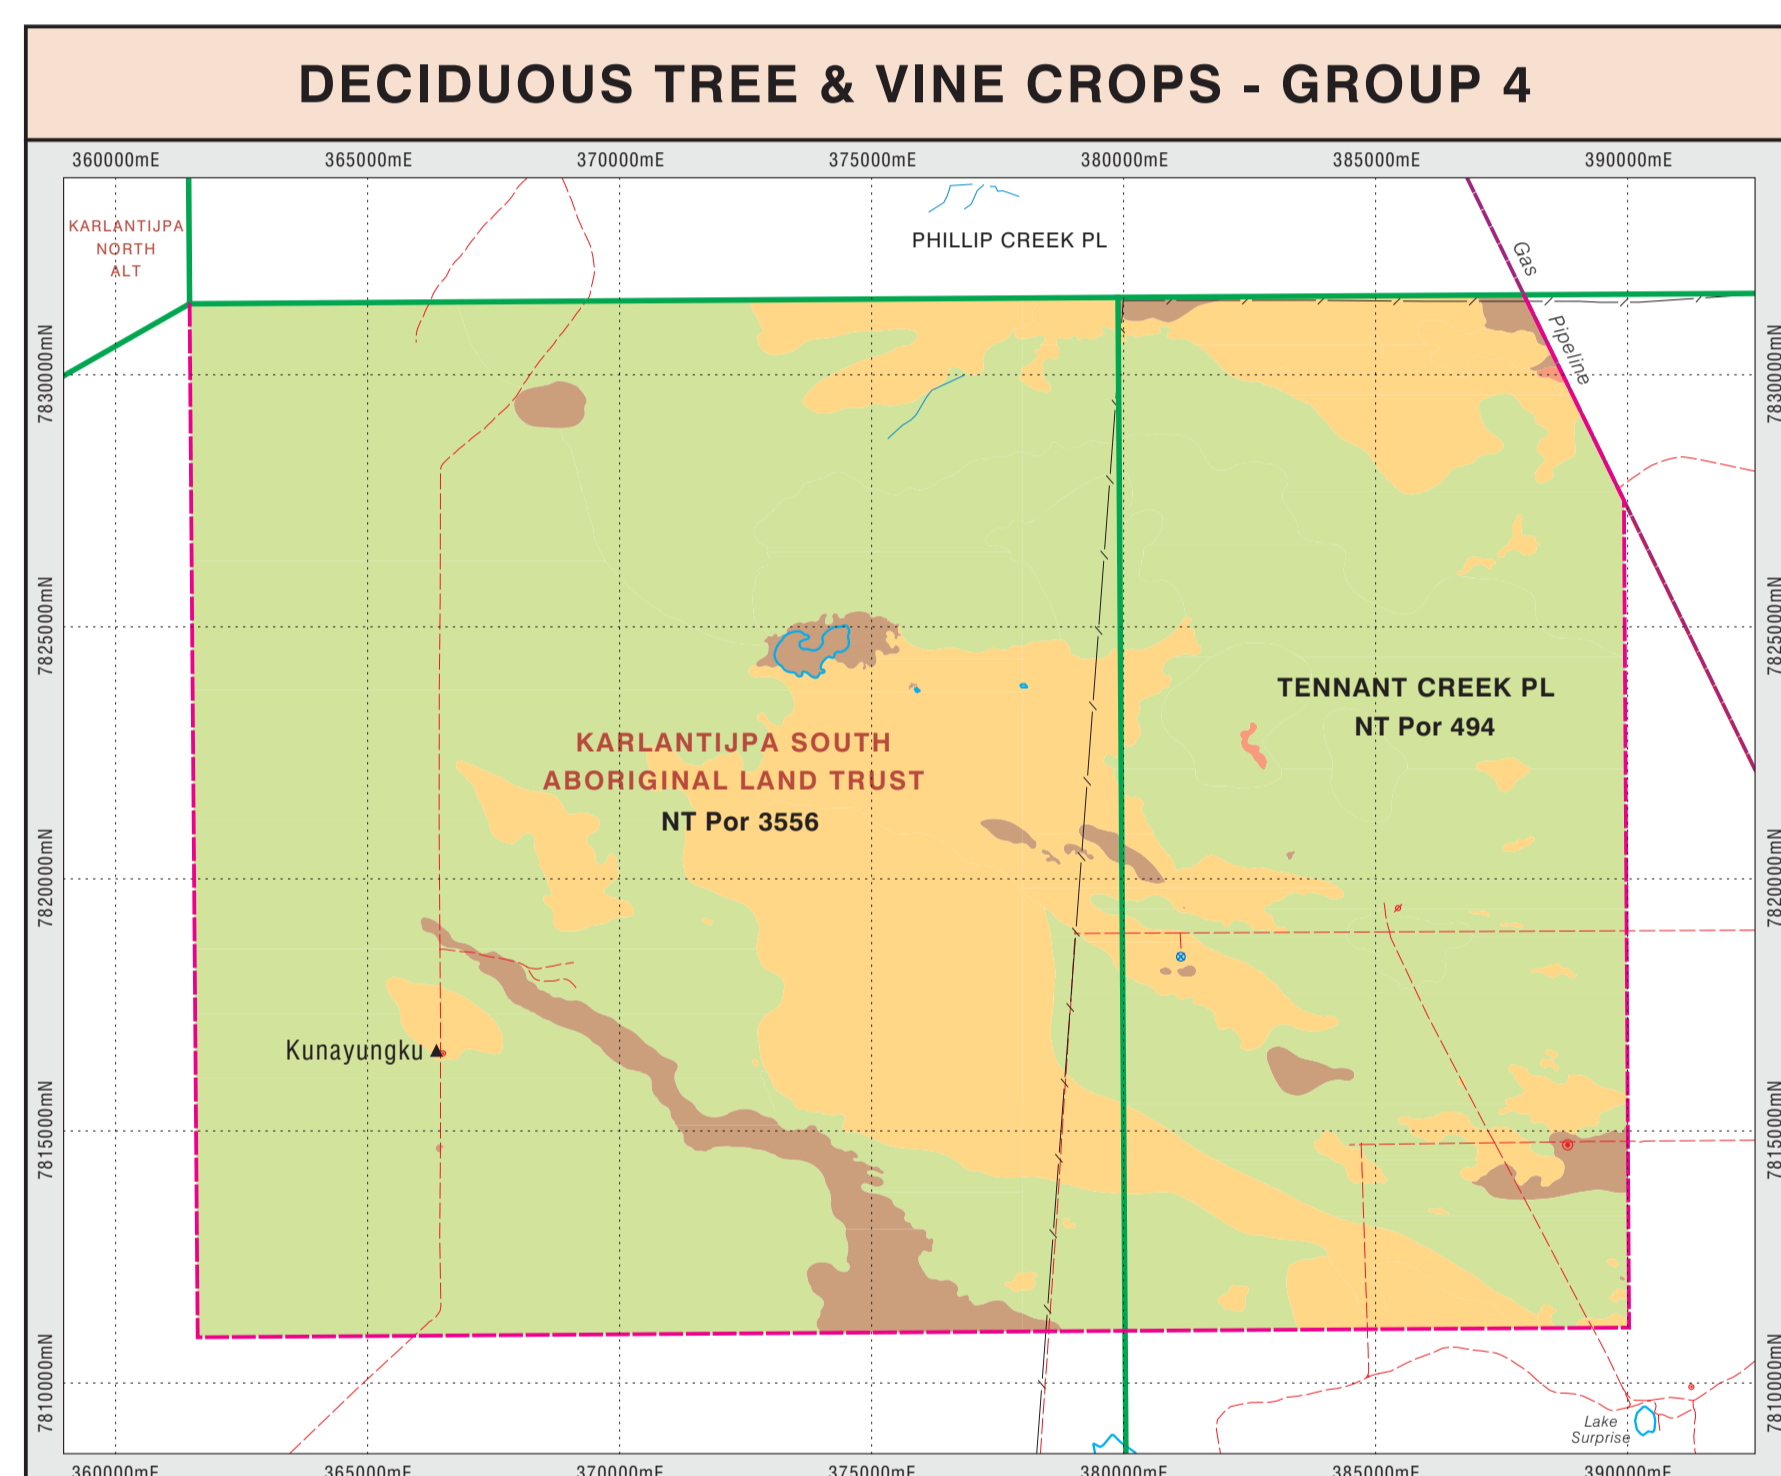 DECIDUOUS TREE & VINE CROPS - GROUP 4
360000mE 365000mE 370000mE 375000mE 380000mE 385000mE 390000mE
KARLANTIJPA
NORTH
ALT
PHILLIP CREEK PL
Gas
Pipeline
7830000mN
7830000mN
7825000mN
7825000mN
TENNANT CREEK PL
NT Por 494
KARLANTIJPA SOUTH
ABORIGINAL LAND TRUST
NT Por 3556
7820000mN
7820000mN
Kunayungku
7815000mN
7815000mN
7810000mN
7810000mN
Lake
Surprise
360000mE 365000mE 370000mE 375000mE 380000mE 385000mE 390000mE